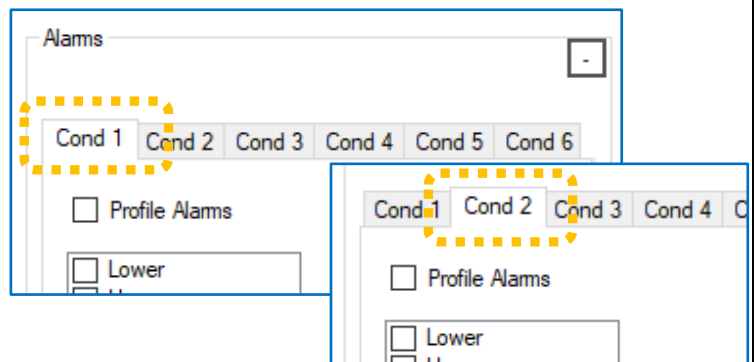 Alarms
-
Cond 1 Cond 2 Cond 3 Cond 4 Cond 5 Cond 6
Profile Alarms
Lower
Cond 1 Cond 2 Cond 3 Cond 4
Profile Alarms
Lower